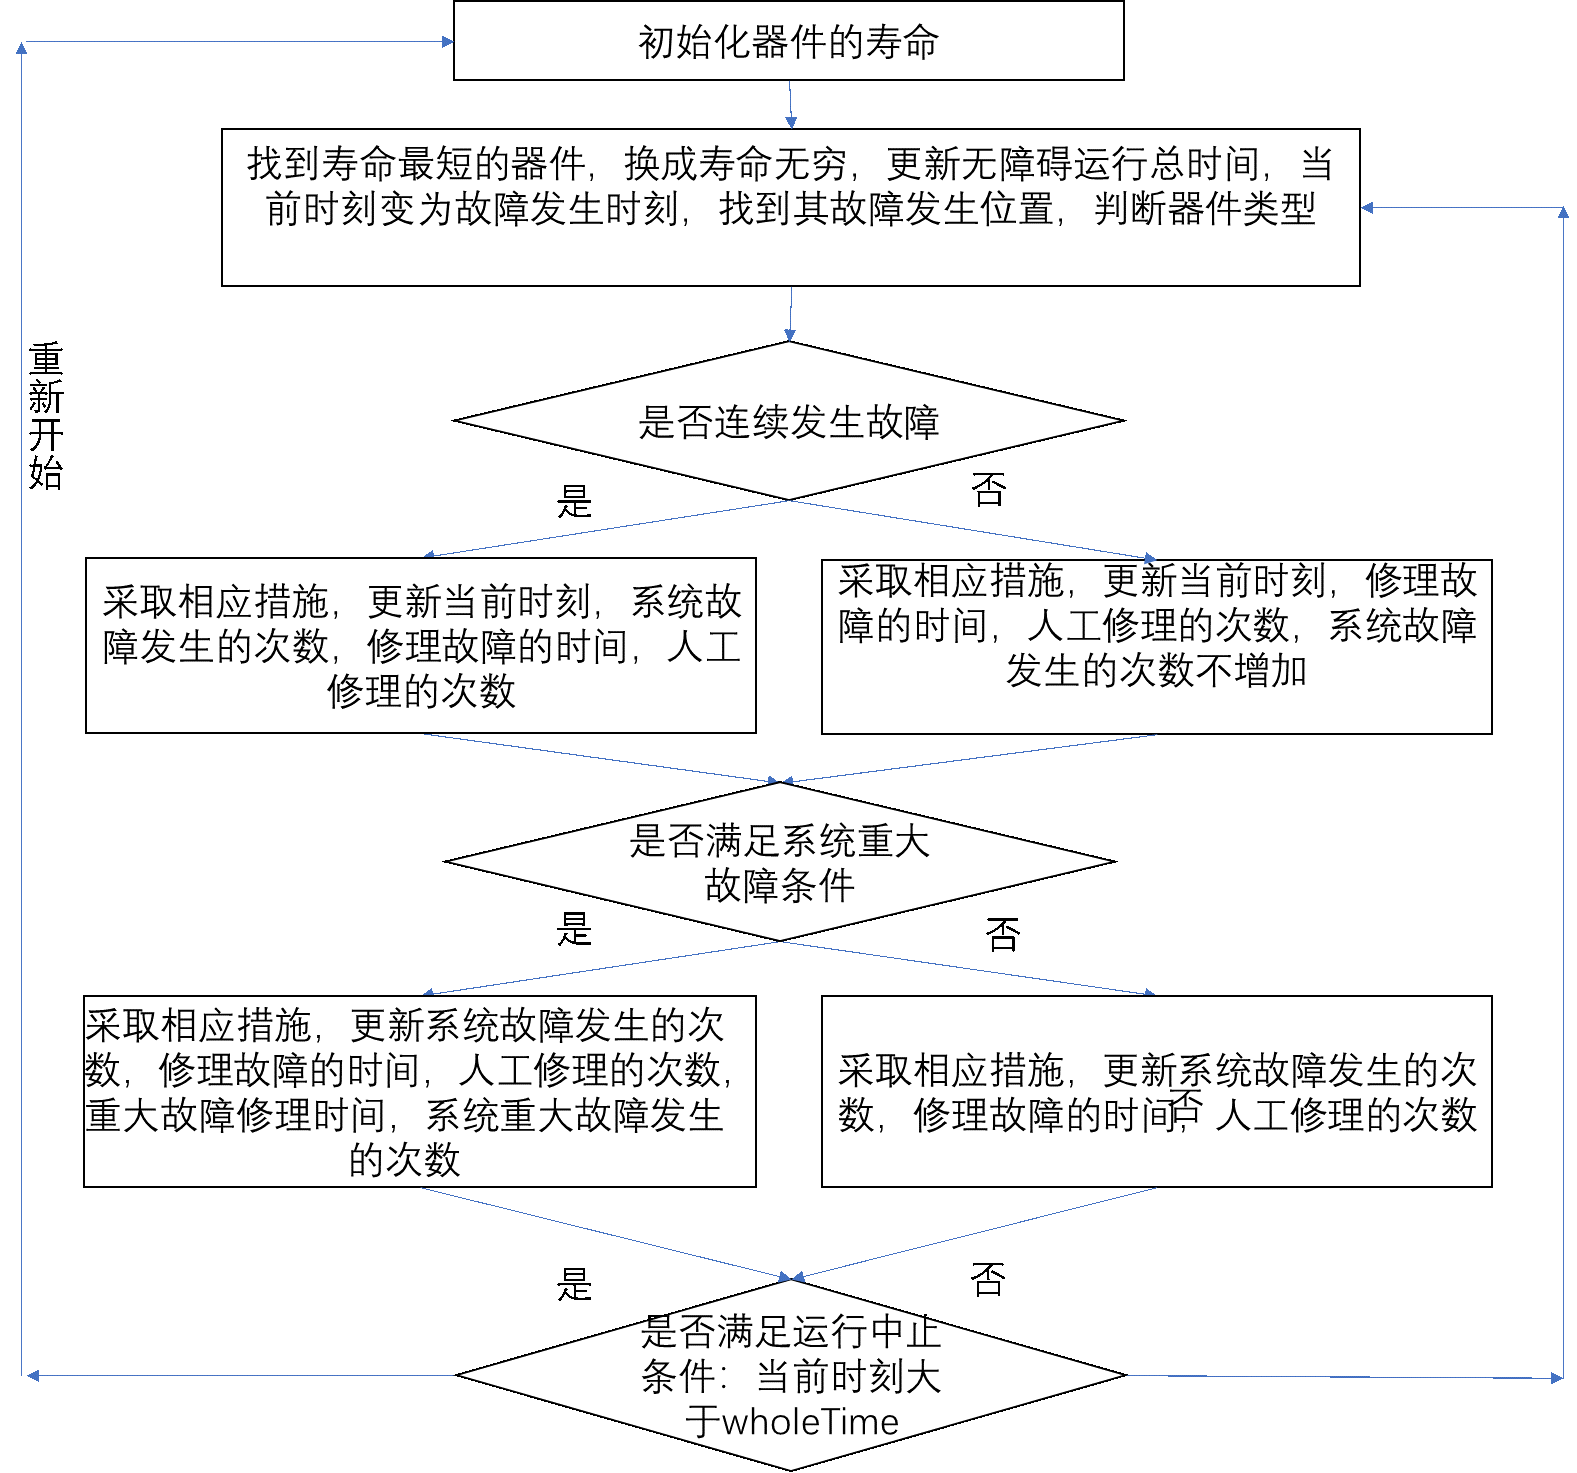 初始化器件的寿命
找到寿命最短的器件，换成寿命无穷，更新无障碍运行总时间，当
前时刻变为故障发生时刻，找到其故障发生位置，判断器件类型
重新开始
是否连续发生故障
是
否
采取相应措施，更新当前时刻，系统故
障发生的次数，修理故障的时间，人工
修理的次数
采取相应措施，更新当前时刻，修理故
障的时间，人工修理的次数，系统故障
发生的次数不增加
是否满足系统重大
故障条件
是
否
采取相应措施，更新系统故障发生的次
数，修理故障的时间，人工修理的次数，
重大故障修理时间，系统重大故障发生
的次数
采取相应措施，更新系统故障发生的次
数，修理故障的时间，人工修理的次数
否
是
否
是否满足运行中止
条件：当前时刻大
于wholeTime